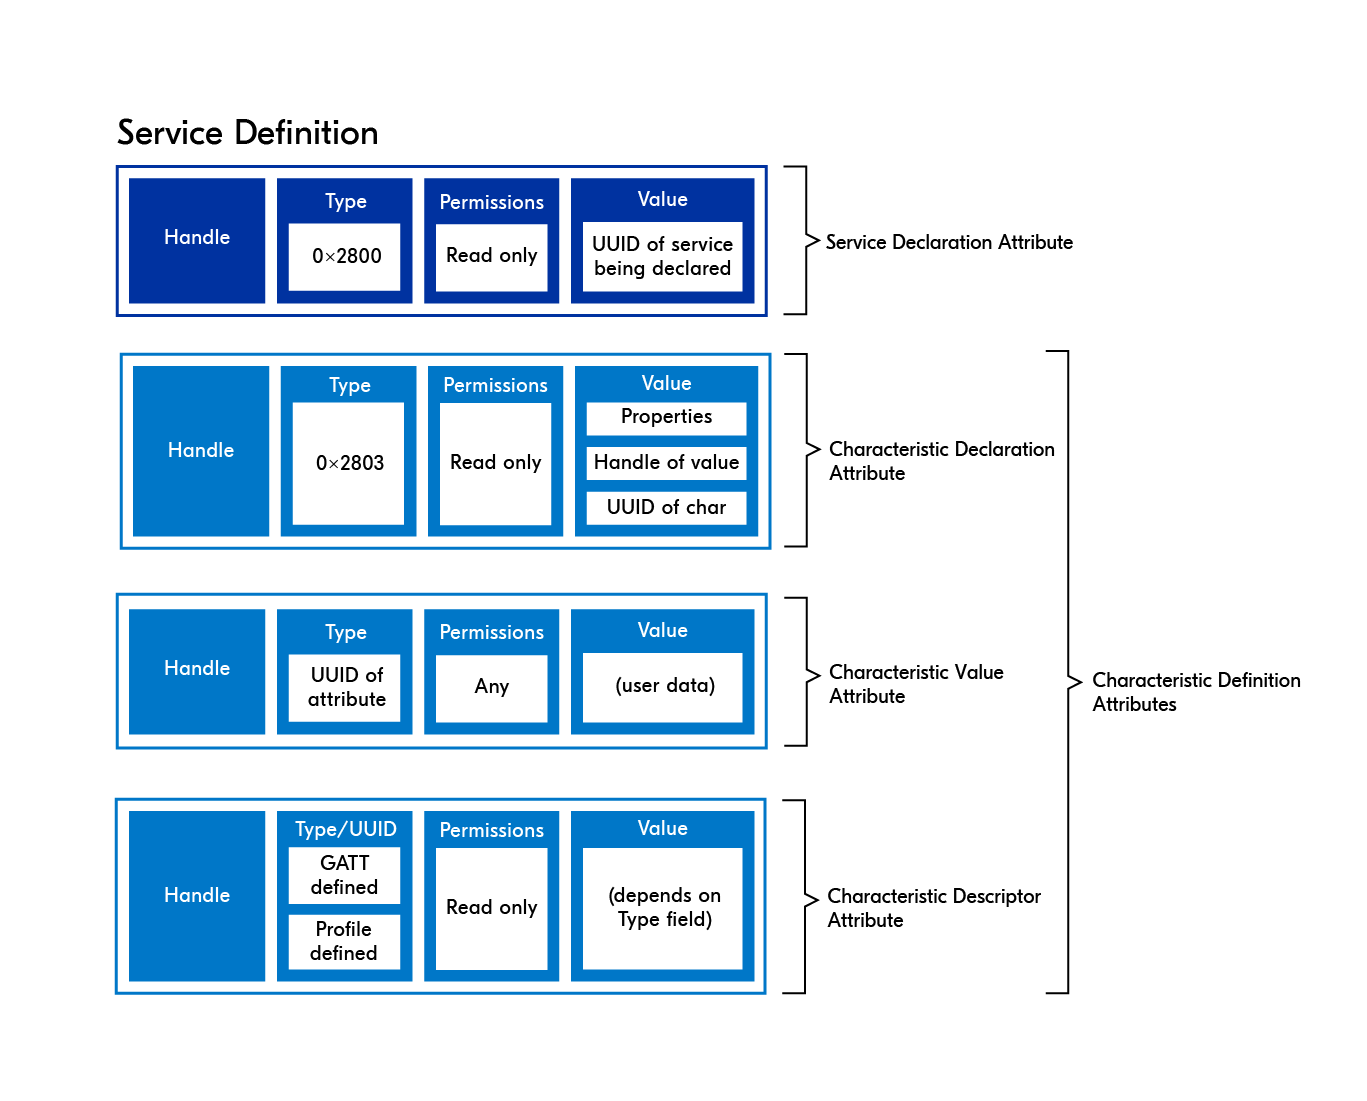 Service Definition
Handle
Type
0×2800
Permissions
Read only
Value
UUID of service
being declared
Service Declaration Attribute
Handle
Type
0×2803
Permissions
Read only
Value
Properties
Handle of value
UUID of char
Characteristic Declaration
Attribute
Handle
Type
UUID of
attribute
Permissions
Any
Value
(user data)
Characteristic Value
Attribute
Characteristic Definition
Attributes
Handle
Type/UUID
GATT
defined
Profile
defined
Permissions
Read only
Value
(depends on
Type field)
Characteristic Descriptor
Attribute